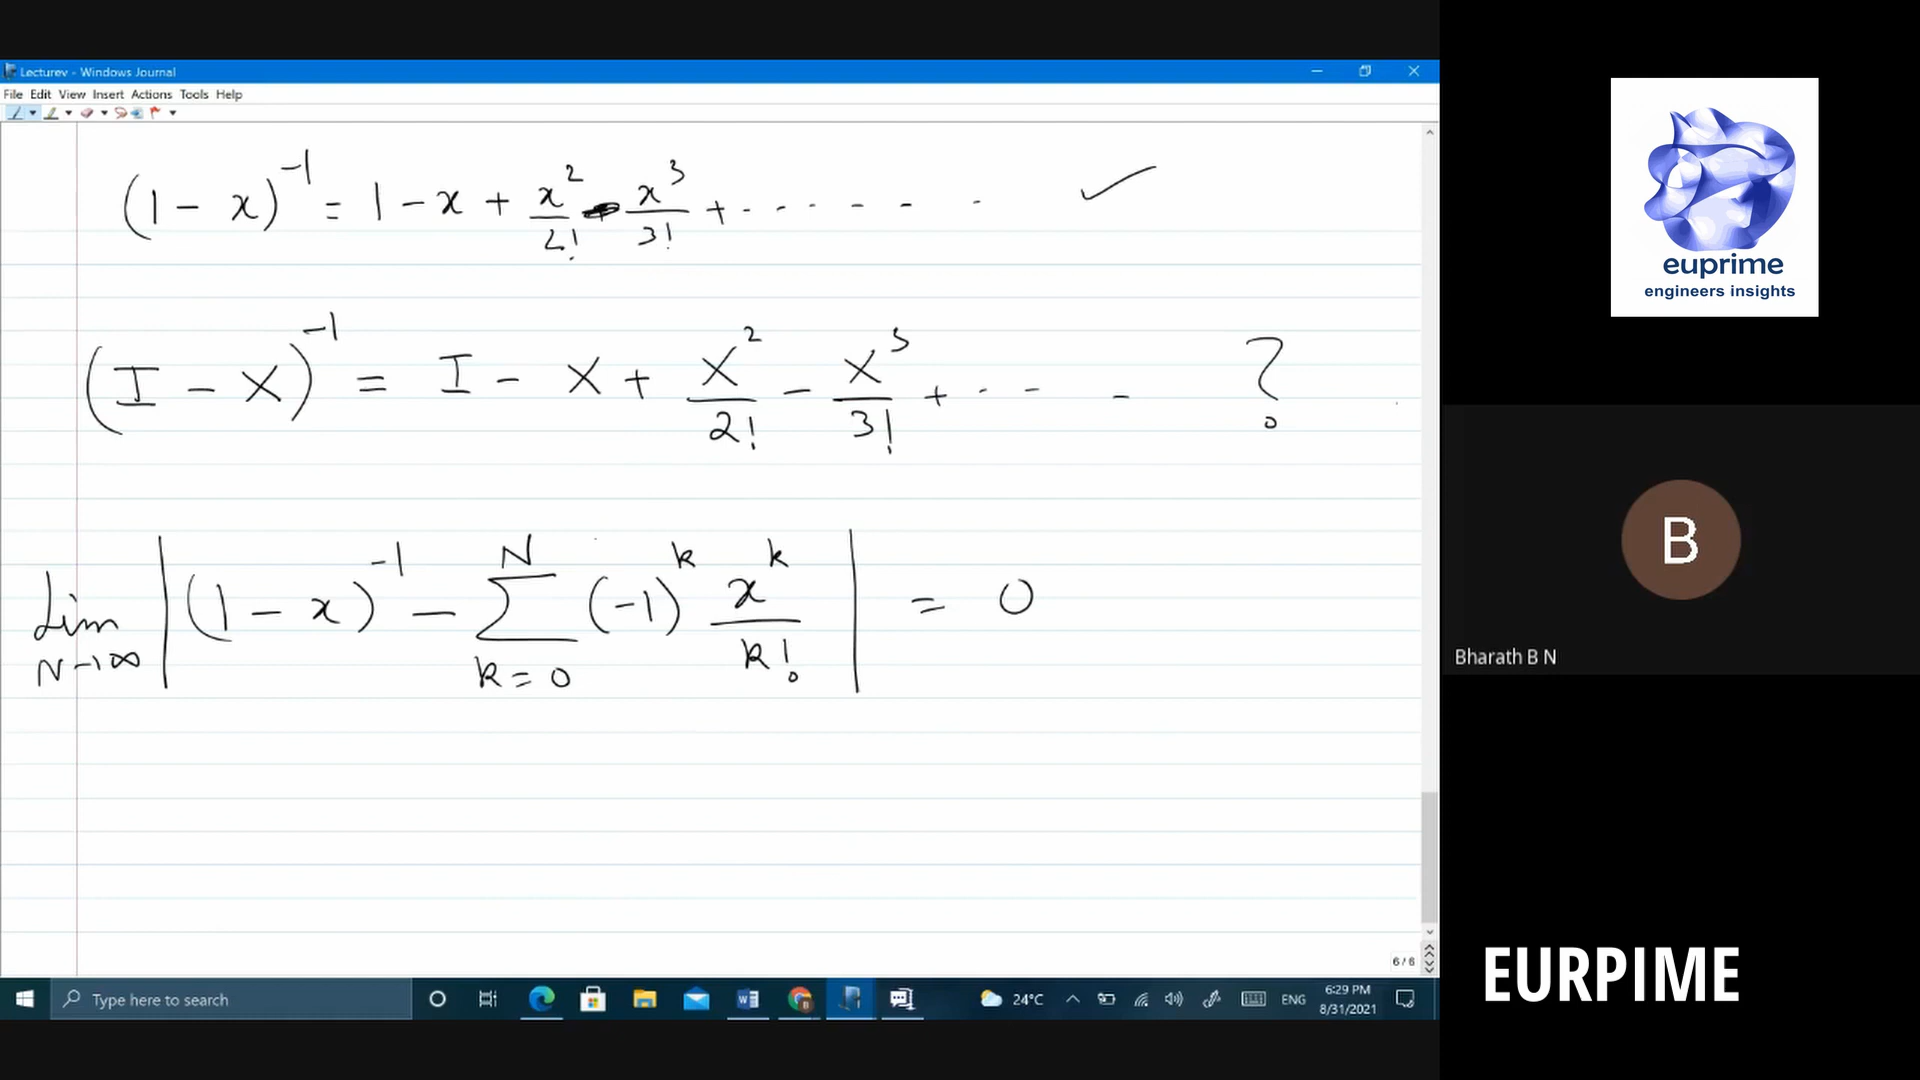 Lecturev - Windows Journal
File Edit View Insert Actions Tools Help
(1 - x)^{-1} = 1 - x + x^2/2! - x^3/3! + - - - - - -
(I - X)^{-1} = I - X + X^2/2! - X^3/3! + - - - ?
Lim N→∞ | (1 - x)^{-1} - Σ_{k=0}^{N} (-1)^k x^k/k! | = 0
6 / 6
Type here to search
24°C
ENG
6:29 PM
8/31/2021
euprime
engineers insights
B
Bharath B N
EURPIME